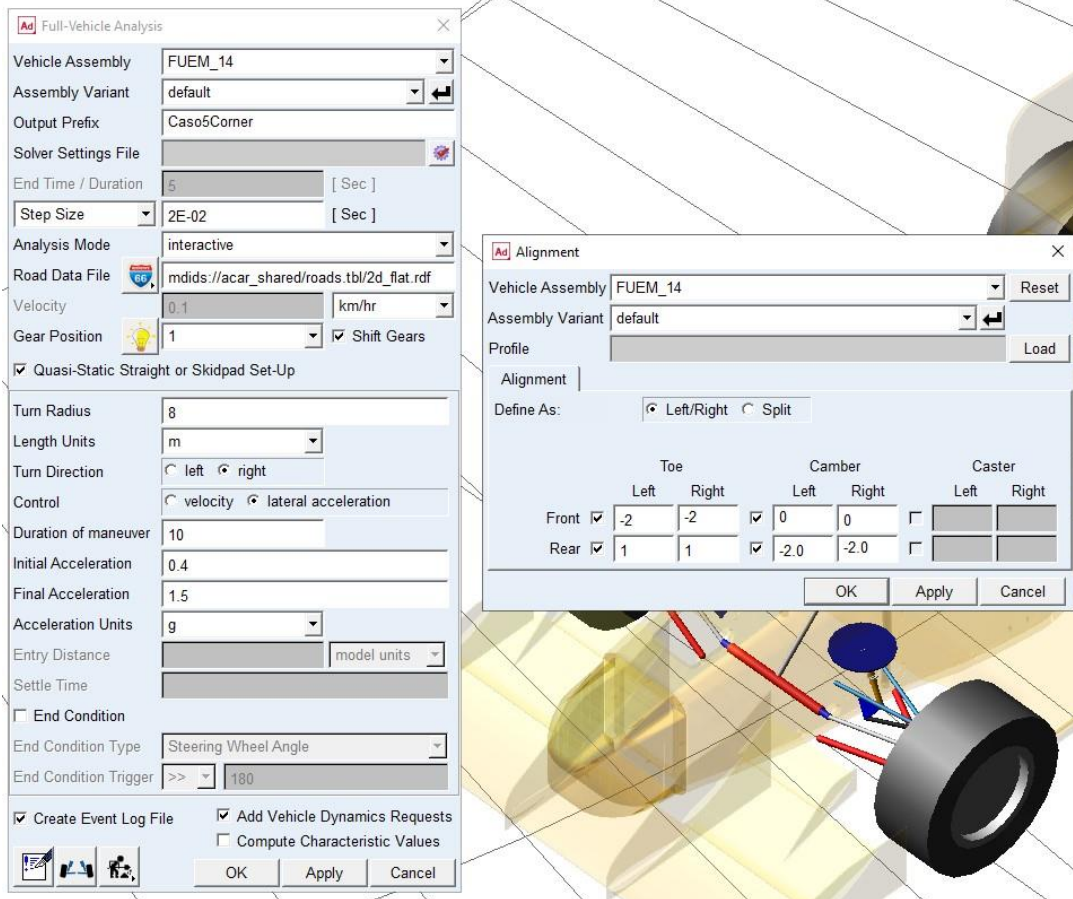 Ad Full-Vehicle Analysis
Vehicle Assembly FUEM_14
Assembly Variant default
Output Prefix Caso5Corner
Solver Settings File
End Time / Duration 5 [ Sec ]
Step Size 2E-02 [ Sec ]
Analysis Mode interactive
Road Data File 66 mdids://acar_shared/roads.tbl/2d_flat.rdf
Velocity 0.1 km/hr
Gear Position 1 Shift Gears
Quasi-Static Straight or Skidpad Set-Up
Turn Radius 8
Length Units m
Turn Direction left right
Control velocity lateral acceleration
Duration of maneuver 10
Initial Acceleration 0.4
Final Acceleration 1.5
Acceleration Units g
Entry Distance model units
Settle Time
End Condition
End Condition Type Steering Wheel Angle
End Condition Trigger >> 180
Create Event Log File Add Vehicle Dynamics Requests
Compute Characteristic Values
OK Apply Cancel
Ad Alignment
Vehicle Assembly FUEM_14 Reset
Assembly Variant default
Profile Load
Alignment
Define As: Left/Right Split
Toe Camber Caster
Left Right Left Right Left Right
Front -2 -2 0 0
Rear 1 1 -2.0 -2.0
OK Apply Cancel